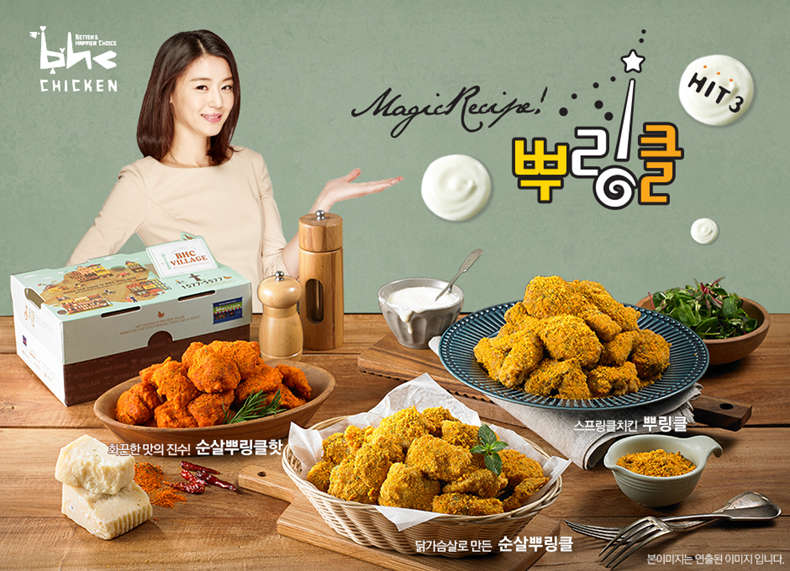 BETTER & HAPPIER CHOICE
bhc
CHICKEN
Magic Recipe!
뿌링클
HIT 3
BHC VILLAGE
1577-5577
스프링클치킨 뿌링클
화끈한 맛의 진수! 순살뿌링클핫
닭가슴살로 만든 순살뿌링클
본이미지는 연출된 이미지 입니다.